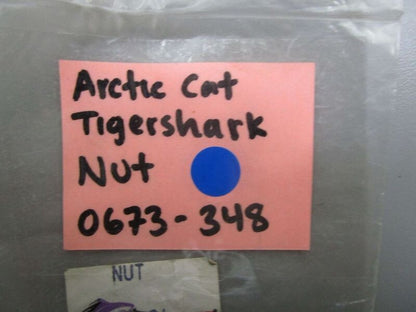 Arctic Cat
Tigershark
Nut
0673-348
NUT